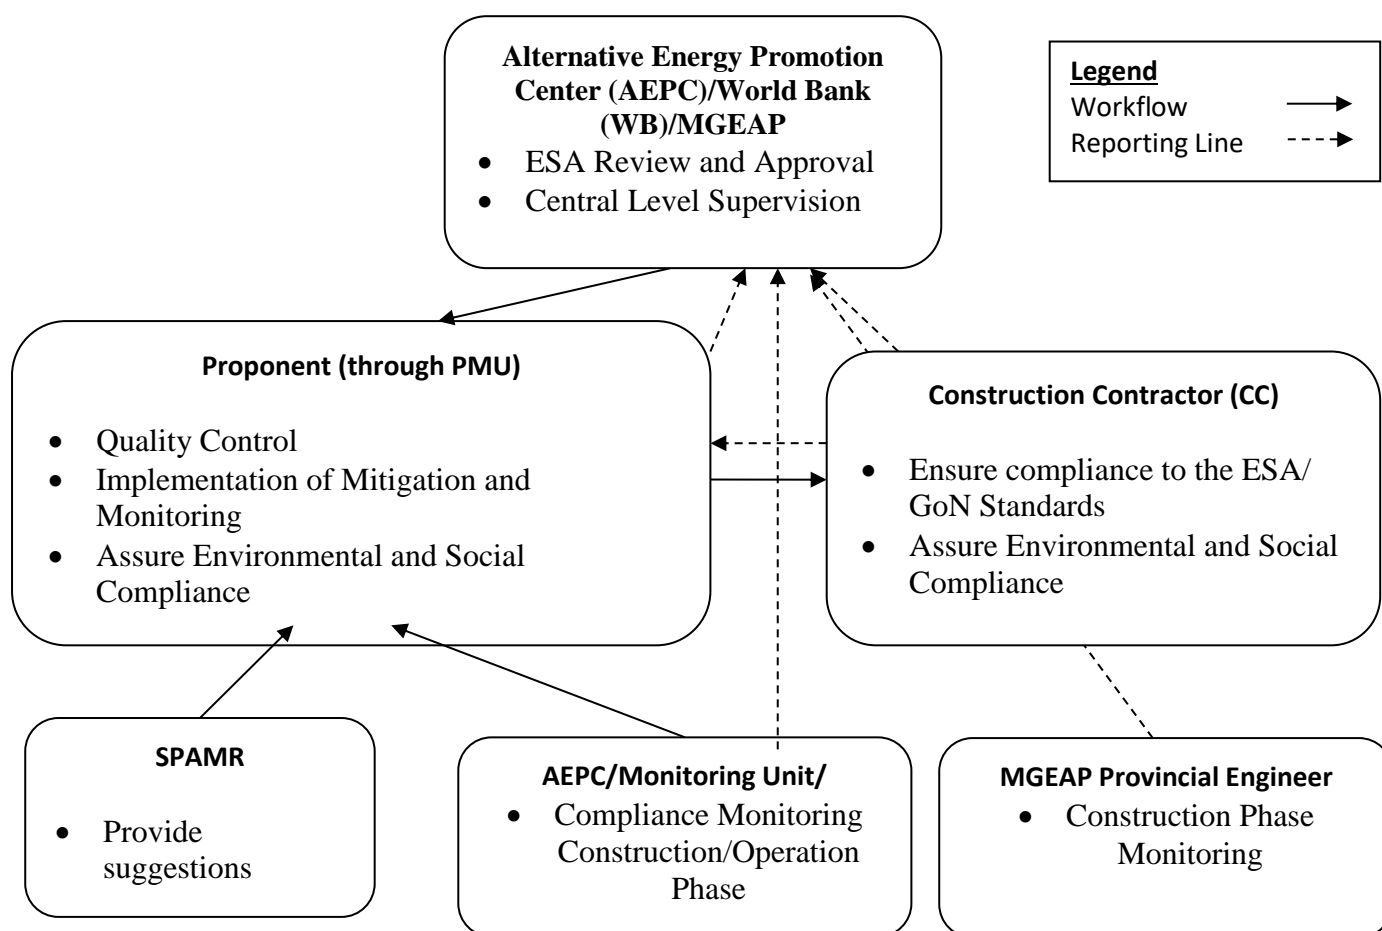 Alternative Energy Promotion
Center (AEPC)/World Bank
(WB)/MGEAP
• ESA Review and Approval
• Central Level Supervision
Legend
Workflow
Reporting Line
Proponent (through PMU)
• Quality Control
• Implementation of Mitigation and
Monitoring
• Assure Environmental and Social
Compliance
Construction Contractor (CC)
• Ensure compliance to the ESA/
GoN Standards
• Assure Environmental and Social
Compliance
SPAMR
• Provide
suggestions
AEPC/Monitoring Unit/
• Compliance Monitoring
Construction/Operation
Phase
MGEAP Provincial Engineer
• Construction Phase
Monitoring